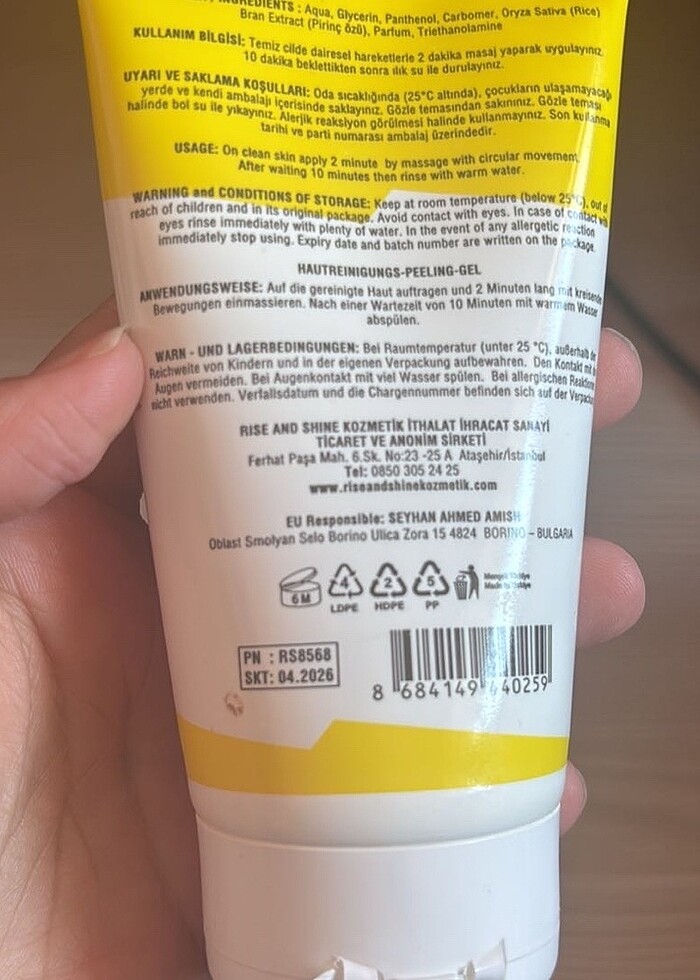 INGREDIENTS : Aqua, Glycerin, Panthenol, Carbomer, Oryza Sativa (Rice)
Bran Extract (Pirinç özü), Parfum, Triethanolamine
KULLANIM BİLGİSİ: Temiz cilde dairesel hareketlerle 2 dakika masaj yaparak uygulayınız.
10 dakika beklettikten sonra ılık su ile durulayınız.
UYARI VE SAKLAMA KOŞULLARI: Oda sıcaklığında (25°C altında), çocukların ulaşamayacağı
yerde ve kendi ambalajı içerisinde saklayınız. Gözle temasından sakınınız. Gözle teması
halinde bol su ile yıkayınız. Alerjik reaksiyon görülmesi halinde kullanmayınız. Son kullanma
tarihi ve parti numarası ambalaj üzerindedir.
USAGE: On clean skin apply 2 minute by massage with circular movement.
After waiting 10 minutes then rinse with warm water.
WARNING and CONDITIONS OF STORAGE: Keep at room temperature (below 25°C), out of
reach of children and in its original package. Avoid contact with eyes. In case of contact with
eyes rinse immediately with plenty of water. In the event of any allergetic reaction
immediately stop using. Expiry date and batch number are written on the package.
HAUTREINIGUNGS-PEELING-GEL
ANWENDUNGSWEISE: Auf die gereinigte Haut auftragen und 2 Minuten lang mit kreisende
Bewegungen einmassieren. Nach einer Wartezeit von 10 Minuten mit warmem Wasser
abspülen.
WARN - UND LAGERBEDINGUNGEN: Bei Raumtemperatur (unter 25 °C), außerhalb der
Reichweite von Kindern und in der eigenen Verpackung aufbewahren. Den Kontakt mit
Augen vermeiden. Bei Augenkontakt mit viel Wasser spülen. Bei allergischen Reaktione
nicht verwenden. Verfallsdatum und die Chargennummer befinden sich auf der Verpack
RISE AND SHINE KOZMETİK İTHALAT İHRACAT SANAYİ
TİCARET VE ANONİM SİRKETİ
Ferhat Paşa Mah. 6.Sk. No:23 -25 A Ataşehir/İstanbul
Tel: 0850 305 24 25
www.riseandshinekozmetik.com
EU Responsible: SEYHAN AHMED AMISH
Oblast Smolyan Selo Borino Ulica Zora 15 4824 BORINO - BULGARIA
6M
4 2 5
LDPE HDPE PP
Menşei: Türkiye
Made in Türkiye
PN : RS8568
SKT: 04.2026
8 684149 440259